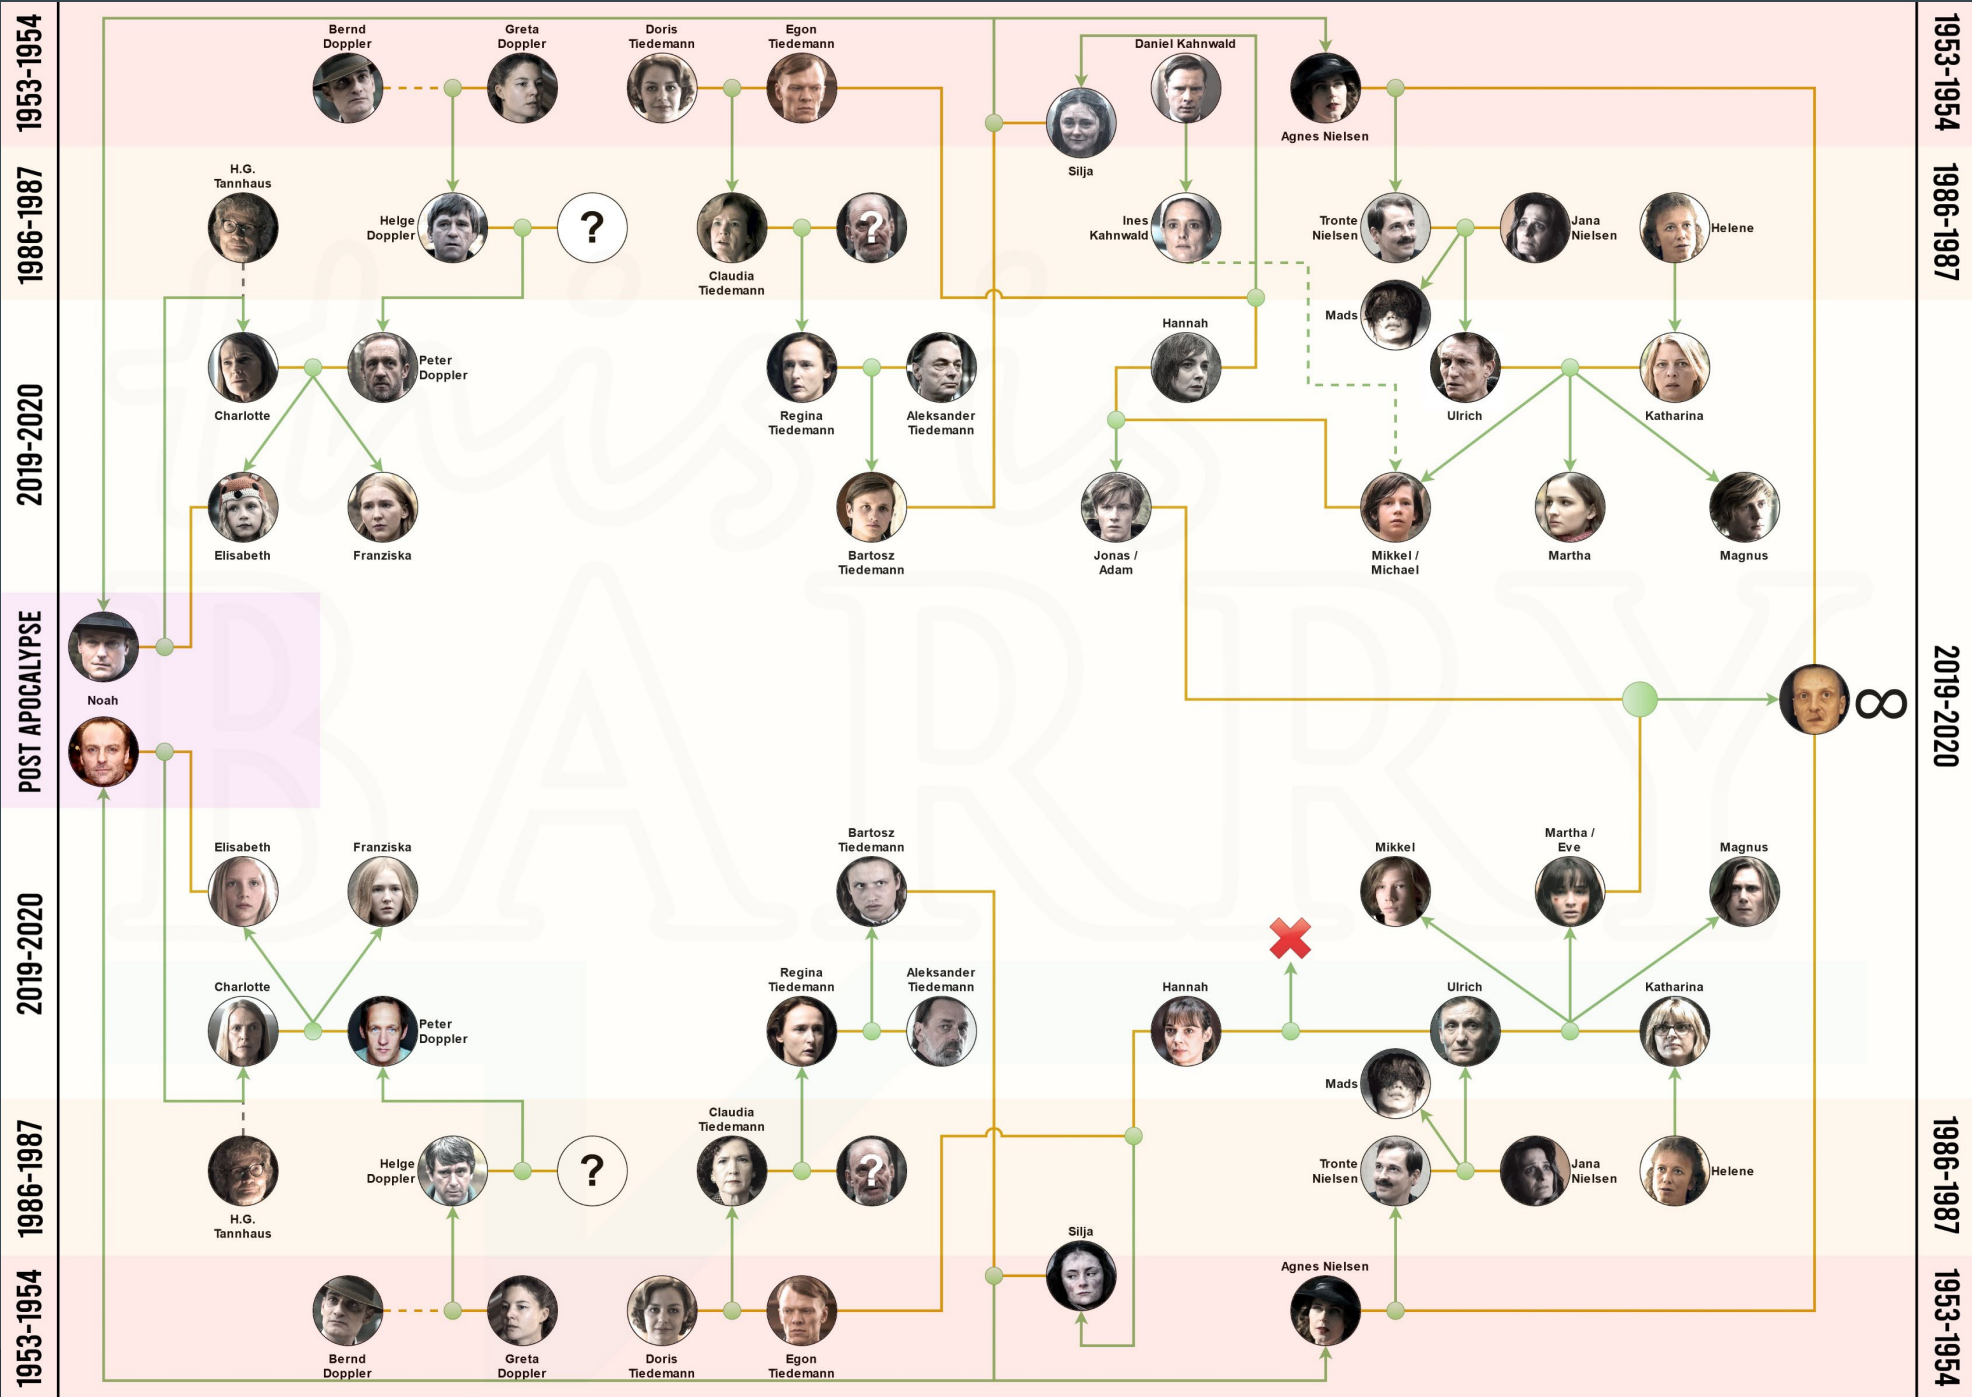 1953-1954
Bernd
Doppler
Greta
Doppler
Doris
Tiedemann
Egon
Tiedemann
Daniel Kahnwald
Silja
Agnes Nielsen
1953-1954
1986-1987
H.G.
Tannhaus
Helge
Doppler
?
Claudia
Tiedemann
?
Ines
Kahnwald
Tronte
Nielsen
Jana
Nielsen
Helene
1986-1987
Mads
2019-2020
Charlotte
Peter
Doppler
Regina
Tiedemann
Aleksander
Tiedemann
Hannah
Ulrich
Katharina
Elisabeth
Franziska
Bartosz
Tiedemann
Jonas /
Adam
Mikkel /
Michael
Martha
Magnus
this is
BARRY
POST APOCALYPSE
Noah
∞
2019-2020
2019-2020
Elisabeth
Franziska
Bartosz
Tiedemann
Mikkel
Martha /
Eve
Magnus
Charlotte
Peter
Doppler
Regina
Tiedemann
Aleksander
Tiedemann
Hannah
Ulrich
Katharina
Mads
1986-1987
H.G.
Tannhaus
Helge
Doppler
?
Claudia
Tiedemann
?
Tronte
Nielsen
Jana
Nielsen
Helene
1986-1987
Silja
1953-1954
Bernd
Doppler
Greta
Doppler
Doris
Tiedemann
Egon
Tiedemann
Agnes Nielsen
1953-1954